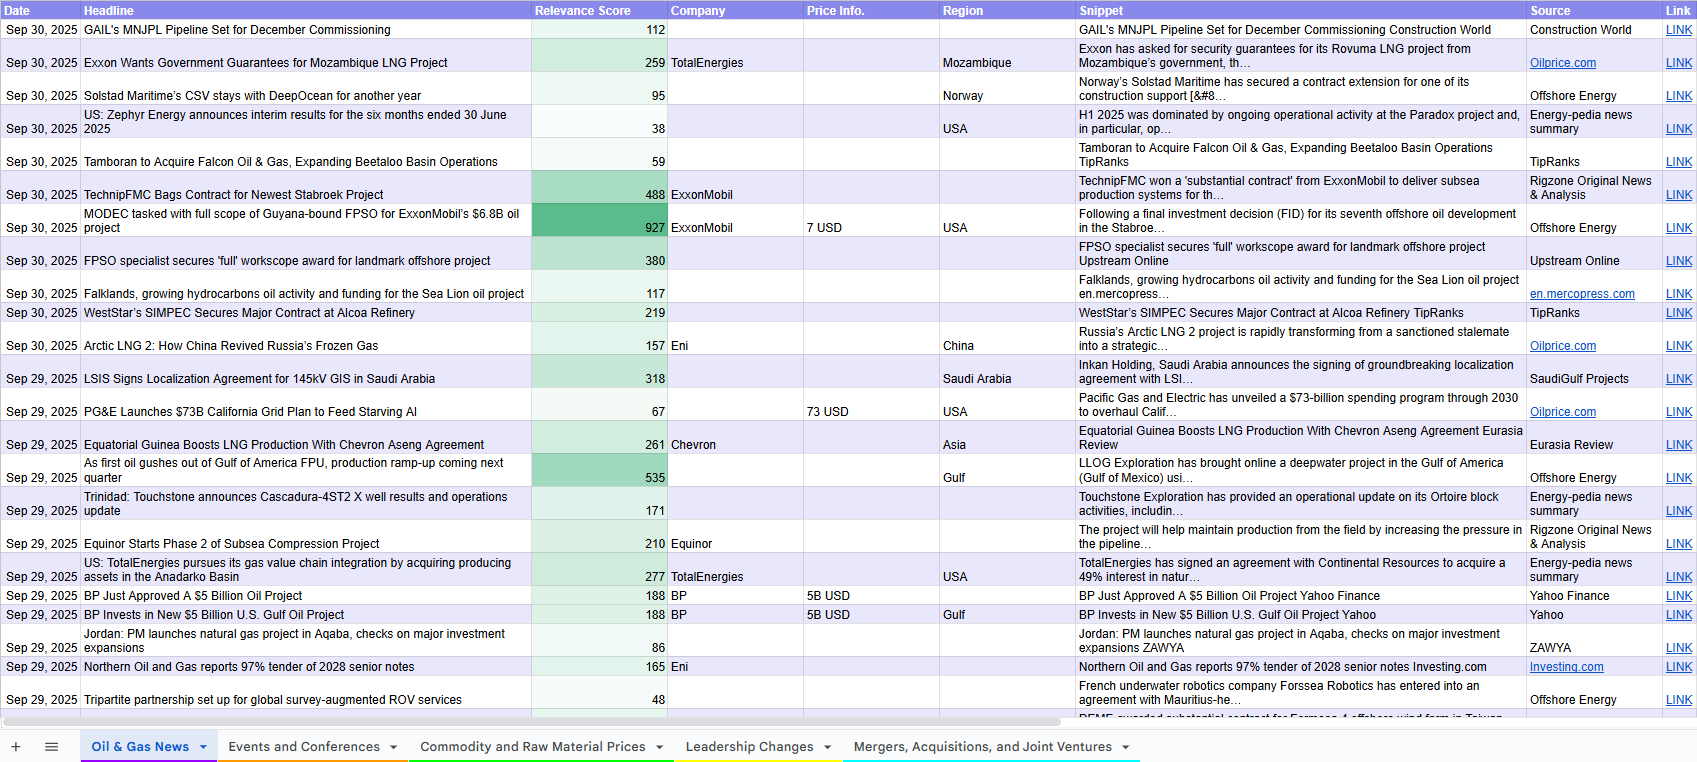 Date Headline Relevance Score Company Price Info. Region Snippet Source Link
Sep 30, 2025 GAIL's MNJPL Pipeline Set for December Commissioning 112 GAIL's MNJPL Pipeline Set for December Commissioning Construction World Construction World LINK
Exxon has asked for security guarantees for its Rovuma LNG project from
Sep 30, 2025 Exxon Wants Government Guarantees for Mozambique LNG Project 259 TotalEnergies Mozambique Mozambique's government, th… Oilprice.com LINK
Norway's Solstad Maritime has secured a contract extension for one of its
Sep 30, 2025 Solstad Maritime's CSV stays with DeepOcean for another year 95 Norway construction support [&#8... Offshore Energy LINK
US: Zephyr Energy announces interim results for the six months ended 30 June H1 2025 was dominated by ongoing operational activity at the Paradox project and, Energy-pedia news
Sep 30, 2025 2025 38 USA in particular, op… summary LINK
Tamboran to Acquire Falcon Oil & Gas, Expanding Beetaloo Basin Operations
Sep 30, 2025 Tamboran to Acquire Falcon Oil & Gas, Expanding Beetaloo Basin Operations 59 TipRanks TipRanks LINK
TechnipFMC won a 'substantial contract' from ExxonMobil to deliver subsea Rigzone Original News
Sep 30, 2025 TechnipFMC Bags Contract for Newest Stabroek Project 488 ExxonMobil production systems for th… & Analysis LINK
MODEC tasked with full scope of Guyana-bound FPSO for ExxonMobil's $6.8B oil Following a final investment decision (FID) for its seventh offshore oil development
Sep 30, 2025 project 927 ExxonMobil 7 USD USA in the Stabroe… Offshore Energy LINK
FPSO specialist secures 'full' workscope award for landmark offshore project
Sep 30, 2025 FPSO specialist secures 'full' workscope award for landmark offshore project 380 Upstream Online Upstream Online LINK
Falklands, growing hydrocarbons oil activity and funding for the Sea Lion oil project
Sep 30, 2025 Falklands, growing hydrocarbons oil activity and funding for the Sea Lion oil project 117 en.mercopress… en.mercopress.com LINK
Sep 30, 2025 WestStar's SIMPEC Secures Major Contract at Alcoa Refinery 219 WestStar's SIMPEC Secures Major Contract at Alcoa Refinery TipRanks TipRanks LINK
Russia's Arctic LNG 2 project is rapidly transforming from a sanctioned stalemate
Sep 30, 2025 Arctic LNG 2: How China Revived Russia's Frozen Gas 157 Eni China into a strategic… Oilprice.com LINK
Inkan Holding, Saudi Arabia announces the signing of groundbreaking localization
Sep 29, 2025 LSIS Signs Localization Agreement for 145kV GIS in Saudi Arabia 318 Saudi Arabia agreement with LSI… SaudiGulf Projects LINK
Pacific Gas and Electric has unveiled a $73-billion spending program through 2030
Sep 29, 2025 PG&E Launches $73B California Grid Plan to Feed Starving AI 67 73 USD USA to overhaul Calif… Oilprice.com LINK
Equatorial Guinea Boosts LNG Production With Chevron Aseng Agreement Eurasia
Sep 29, 2025 Equatorial Guinea Boosts LNG Production With Chevron Aseng Agreement 261 Chevron Asia Review Eurasia Review LINK
As first oil gushes out of Gulf of America FPU, production ramp-up coming next LLOG Exploration has brought online a deepwater project in the Gulf of America
Sep 29, 2025 quarter 535 Gulf (Gulf of Mexico) usi… Offshore Energy LINK
Trinidad: Touchstone announces Cascadura-4ST2 X well results and operations Touchstone Exploration has provided an operational update on its Ortoire block Energy-pedia news
Sep 29, 2025 update 171 activities, includin… summary LINK
The project will help maintain production from the field by increasing the pressure in Rigzone Original News
Sep 29, 2025 Equinor Starts Phase 2 of Subsea Compression Project 210 Equinor the pipeline… & Analysis LINK
US: TotalEnergies pursues its gas value chain integration by acquiring producing TotalEnergies has signed an agreement with Continental Resources to acquire a Energy-pedia news
Sep 29, 2025 assets in the Anadarko Basin 277 TotalEnergies USA 49% interest in natur… summary LINK
Sep 29, 2025 BP Just Approved A $5 Billion Oil Project 188 BP 5B USD BP Just Approved A $5 Billion Oil Project Yahoo Finance Yahoo Finance LINK
Sep 29, 2025 BP Invests in New $5 Billion U.S. Gulf Oil Project 188 BP 5B USD Gulf BP Invests in New $5 Billion U.S. Gulf Oil Project Yahoo Yahoo LINK
Jordan: PM launches natural gas project in Aqaba, checks on major investment Jordan: PM launches natural gas project in Aqaba, checks on major investment
Sep 29, 2025 expansions 86 expansions ZAWYA ZAWYA LINK
Sep 29, 2025 Northern Oil and Gas reports 97% tender of 2028 senior notes 165 Eni Northern Oil and Gas reports 97% tender of 2028 senior notes Investing.com Investing.com LINK
French underwater robotics company Forssea Robotics has entered into an
Sep 29, 2025 Tripartite partnership set up for global survey-augmented ROV services 48 agreement with Mauritius-he… Offshore Energy LINK
Oil & Gas News Events and Conferences Commodity and Raw Material Prices Leadership Changes Mergers, Acquisitions, and Joint Ventures